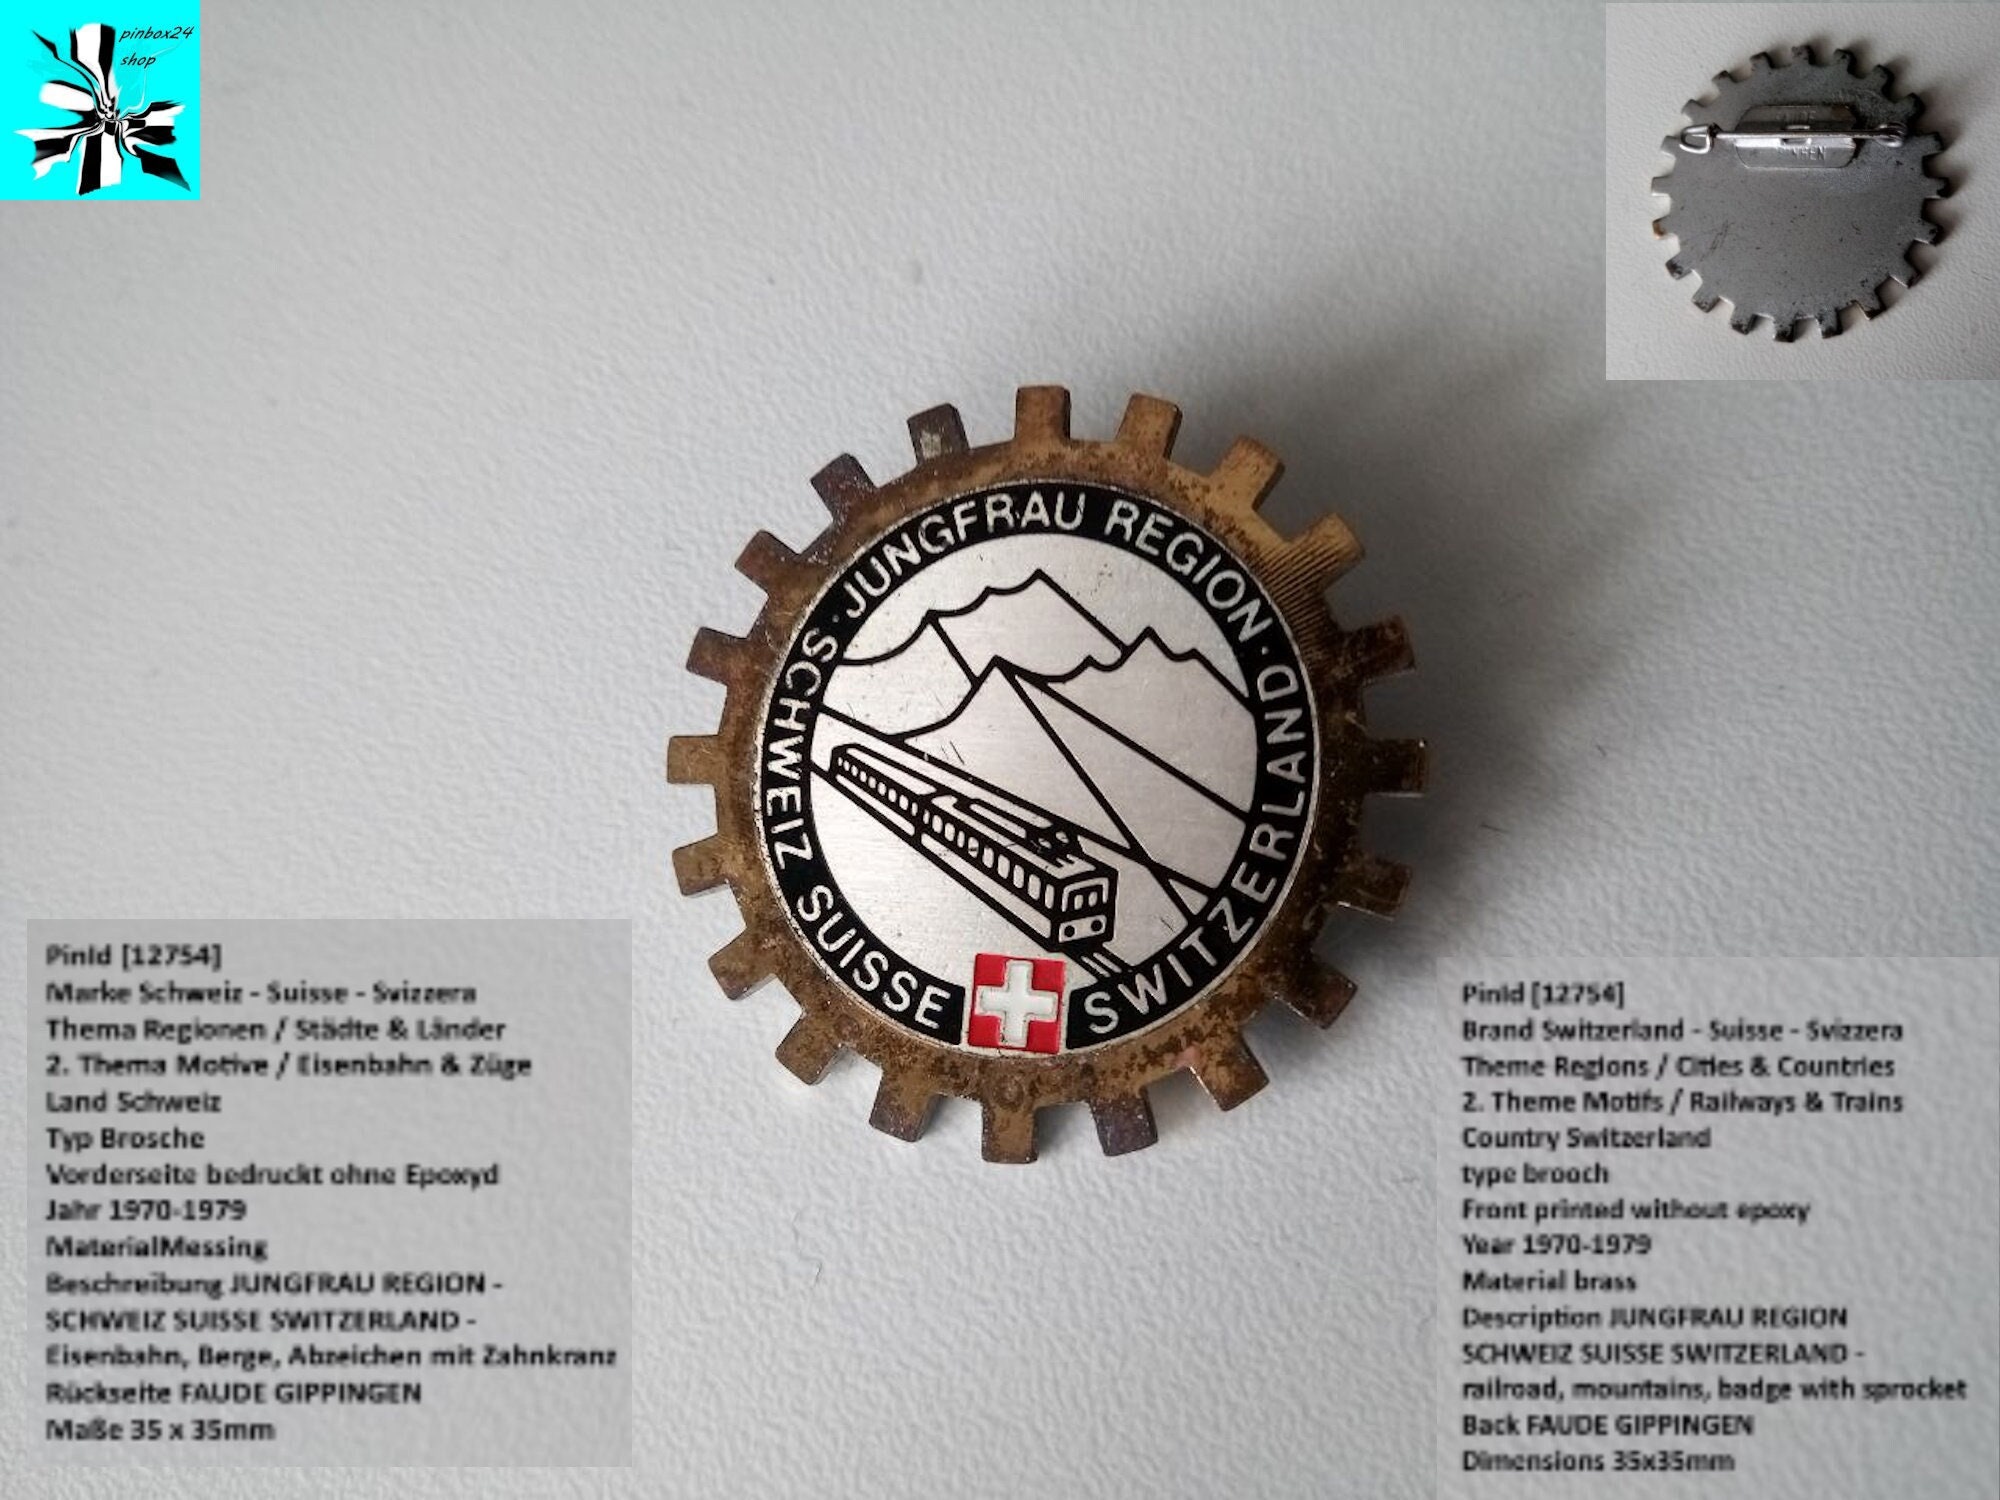 pinbox24
shop
JUNGFRAU REGION · SWITZERLAND
SCHWEIZ SUISSE
PinId [12754]
Marke Schweiz - Suisse - Svizzera
Thema Regionen / Städte & Länder
2. Thema Motive / Eisenbahn & Züge
Land Schweiz
Typ Brosche
Vorderseite bedruckt ohne Epoxyd
Jahr 1970-1979
MaterialMessing
Beschreibung JUNGFRAU REGION -
SCHWEIZ SUISSE SWITZERLAND -
Eisenbahn, Berge, Abzeichen mit Zahnkranz
Rückseite FAUDE GIPPINGEN
Maße 35 x 35mm
PinId [12754]
Brand Switzerland - Suisse - Svizzera
Theme Regions / Cities & Countries
2. Theme Motifs / Railways & Trains
Country Switzerland
type brooch
Front printed without epoxy
Year 1970-1979
Material brass
Description JUNGFRAU REGION
SCHWEIZ SUISSE SWITZERLAND -
railroad, mountains, badge with sprocket
Back FAUDE GIPPINGEN
Dimensions 35x35mm